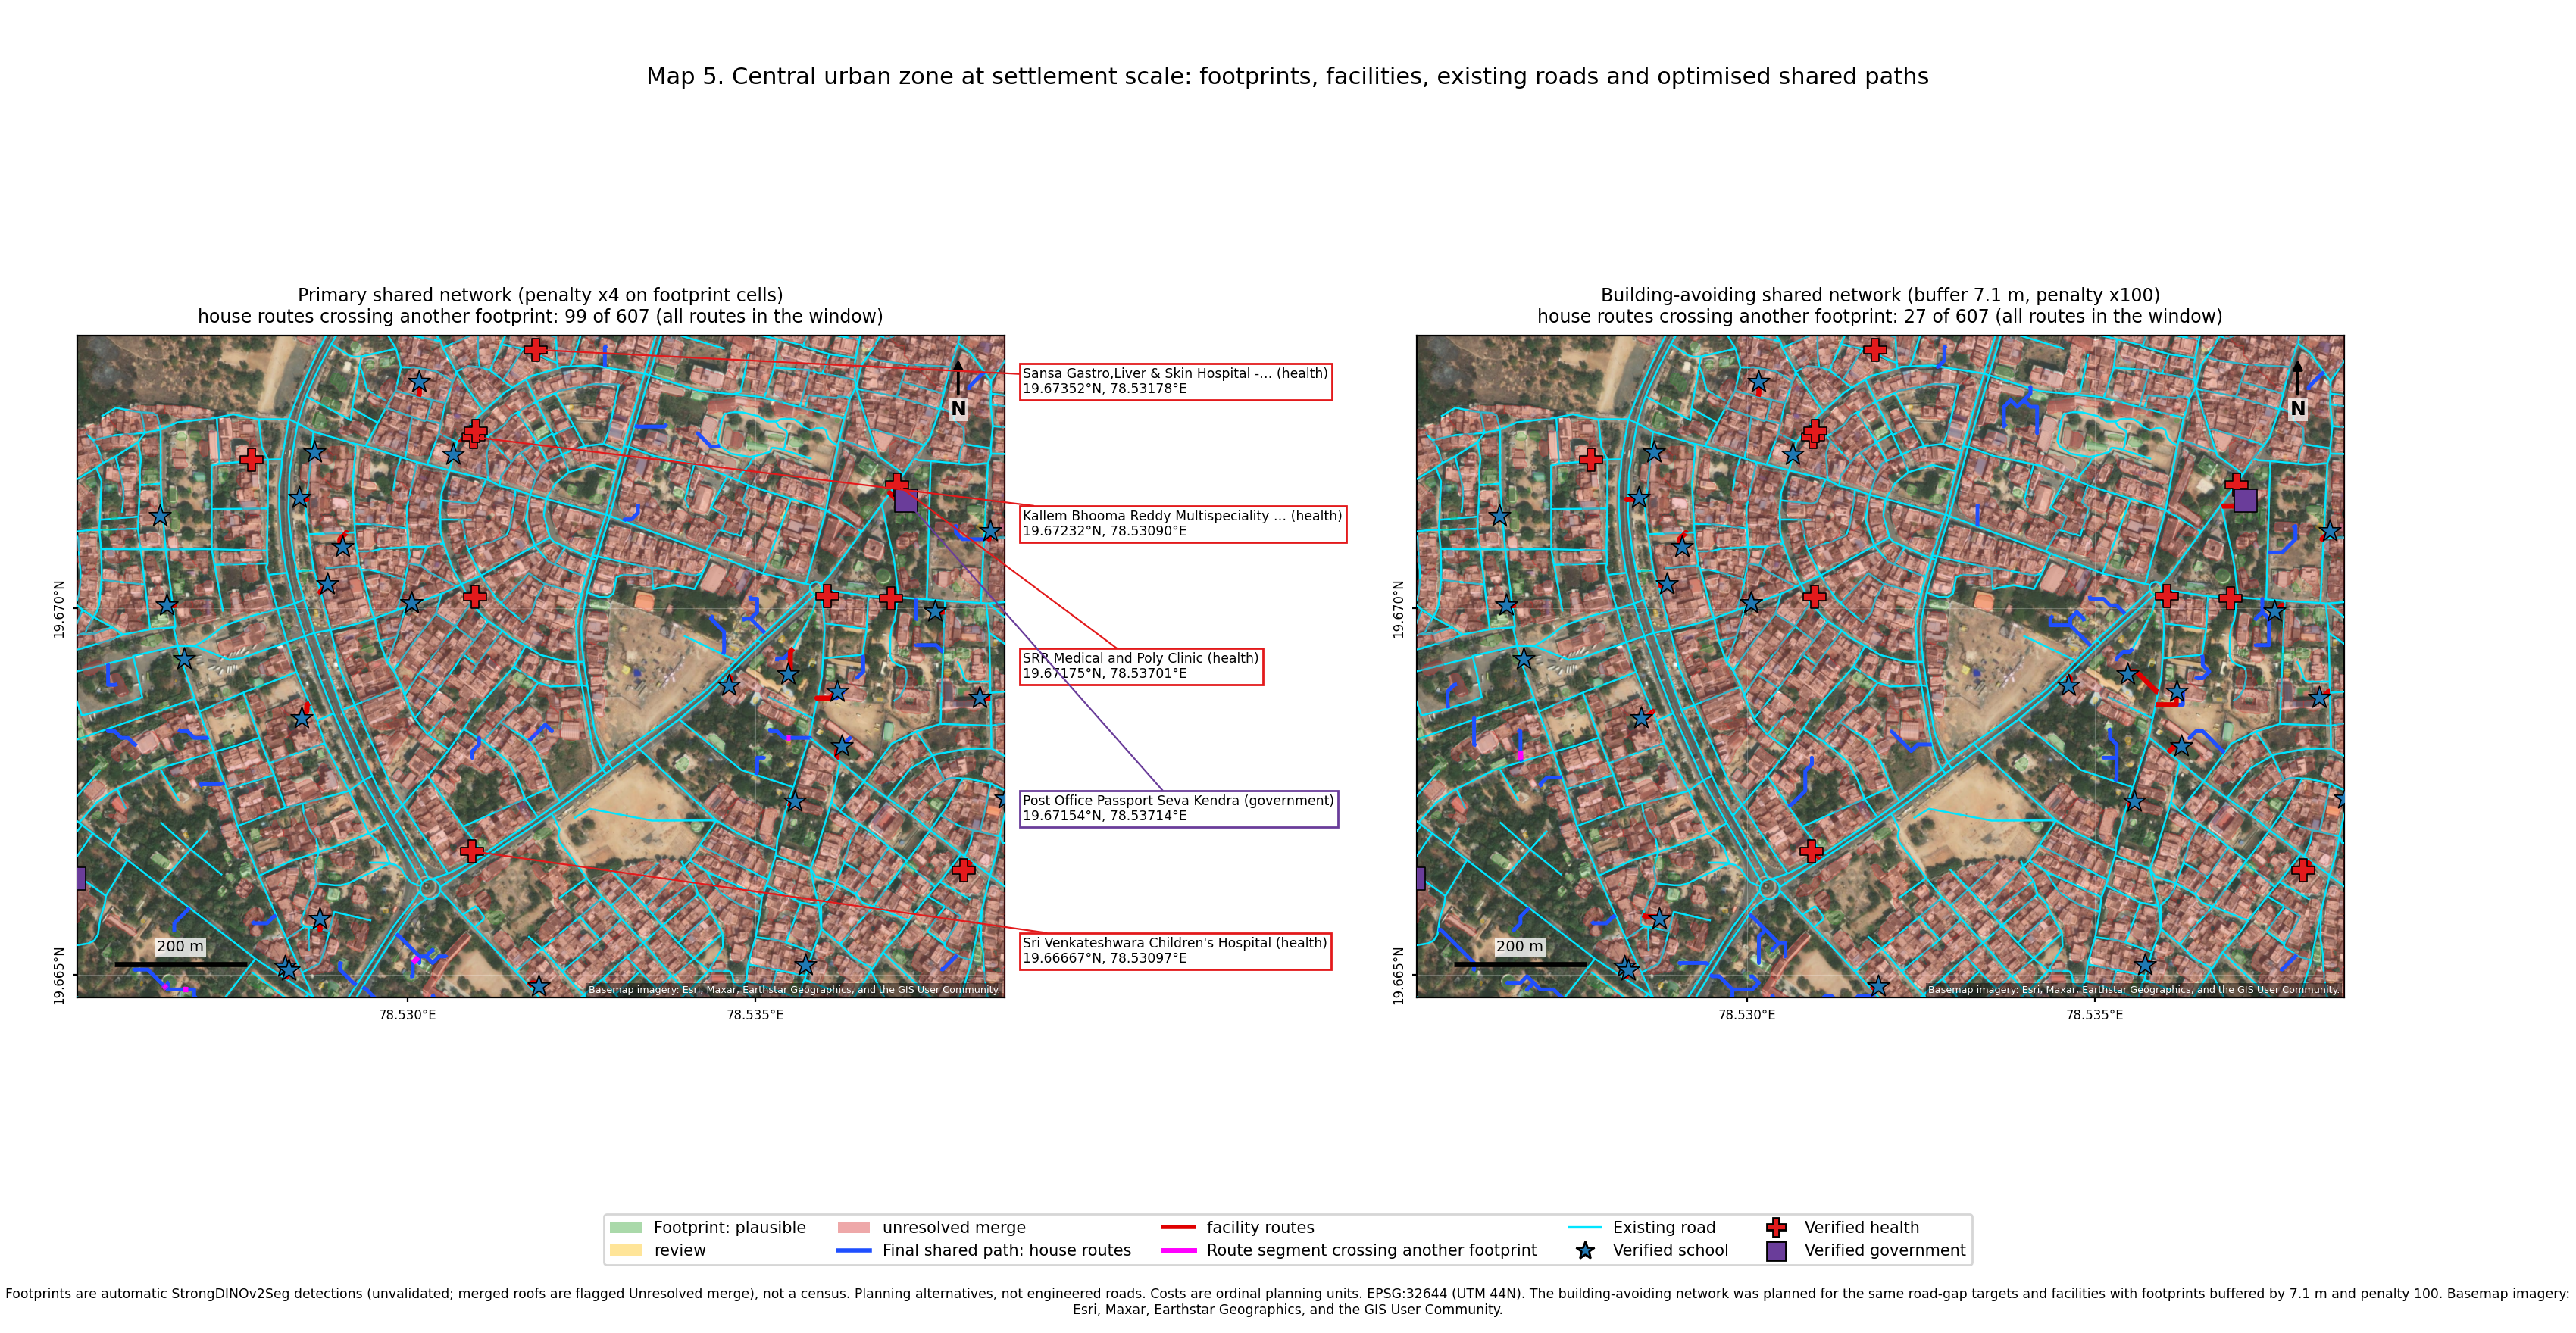 Map 5. Central urban zone at settlement scale: footprints, facilities, existing roads and optimised shared paths
Primary shared network (penalty x4 on footprint cells)
house routes crossing another footprint: 99 of 607 (all routes in the window)
N
19.670°N
19.665°N
200 m
Basemap imagery: Esri, Maxar, Earthstar Geographics, and the GIS User Community.
78.530°E
78.535°E
Sansa Gastro,Liver & Skin Hospital -... (health)
19.67352°N, 78.53178°E
Kallem Bhooma Reddy Multispeciality ... (health)
19.67232°N, 78.53090°E
SRR Medical and Poly Clinic (health)
19.67175°N, 78.53701°E
Post Office Passport Seva Kendra (government)
19.67154°N, 78.53714°E
Sri Venkateshwara Children's Hospital (health)
19.66667°N, 78.53097°E
Building-avoiding shared network (buffer 7.1 m, penalty x100)
house routes crossing another footprint: 27 of 607 (all routes in the window)
N
19.670°N
19.665°N
200 m
Basemap imagery: Esri, Maxar, Earthstar Geographics, and the GIS User Community.
78.530°E
78.535°E
Footprint: plausible
review
unresolved merge
Final shared path: house routes
facility routes
Route segment crossing another footprint
Existing road
Verified school
Verified health
Verified government
Footprints are automatic StrongDINOv2Seg detections (unvalidated; merged roofs are flagged Unresolved merge), not a census. Planning alternatives, not engineered roads. Costs are ordinal planning units. EPSG:32644 (UTM 44N). The building-avoiding network was planned for the same road-gap targets and facilities with footprints buffered by 7.1 m and penalty 100. Basemap imagery:
Esri, Maxar, Earthstar Geographics, and the GIS User Community.